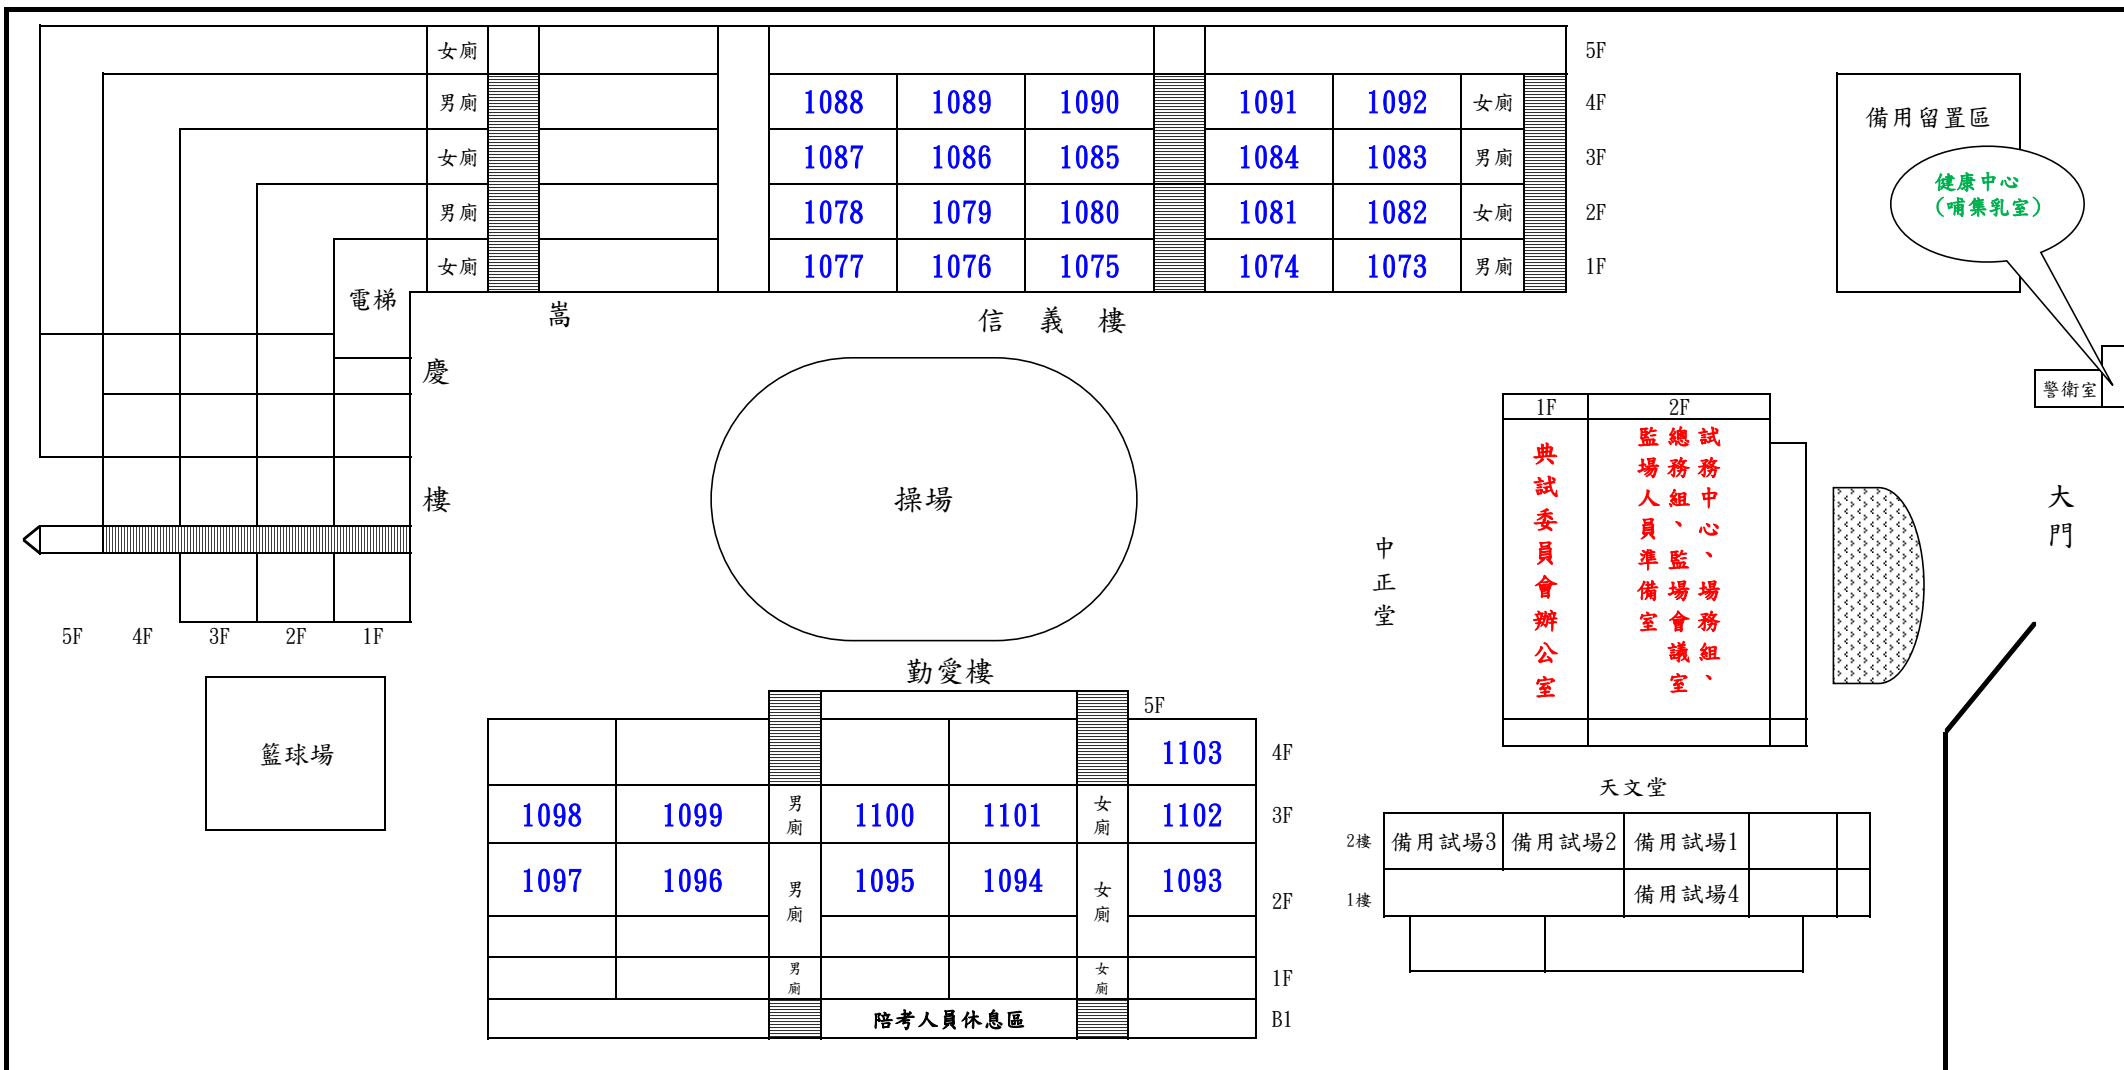 女廁 5F
男廁 1088 1089 1090 1091 1092 女廁 4F
女廁 1087 1086 1085 1084 1083 男廁 3F
男廁 1078 1079 1080 1081 1082 女廁 2F
女廁 1077 1076 1075 1074 1073 男廁 1F
備用留置區
健康中心
(哺集乳室)
電梯
嵩
慶
樓
信 義 樓
警衛室
操場
中正堂
1F 2F
典試委員會辦公室
試務中心、場務組、
總務組、監場會議室
監場人員準備室
大門
5F 4F 3F 2F 1F
籃球場
勤愛樓
5F
1103 4F
1098 1099 男廁 1100 1101 女廁 1102 3F
1097 1096 男廁 1095 1094 女廁 1093 2F
男廁 女廁 1F
陪考人員休息區 B1
天文堂
2樓 備用試場3 備用試場2 備用試場1
1樓 備用試場4